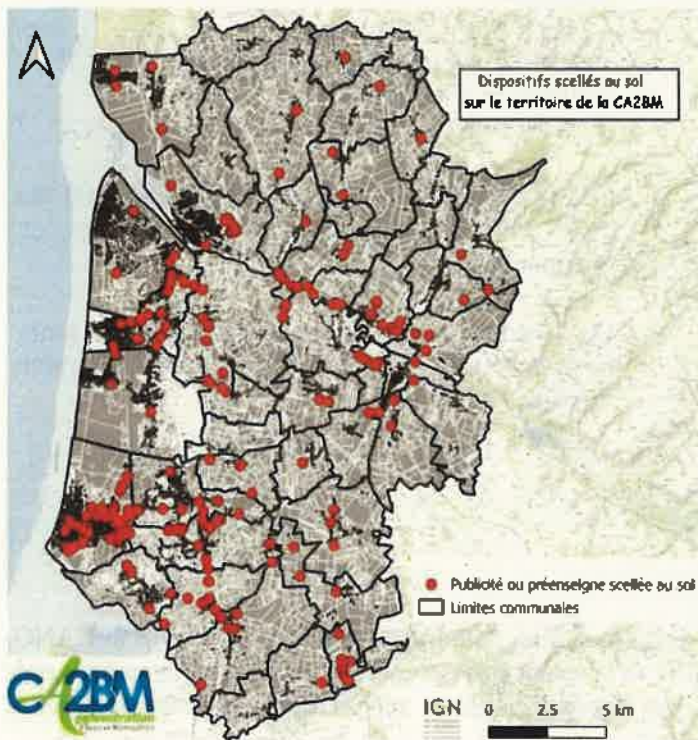 Dispositifs scellés au sol
sur le territoire de la CA2BM
Publicité ou préenseigne scellée au sol
Limites communales
CA2BM
IGN
0 2.5 5 km